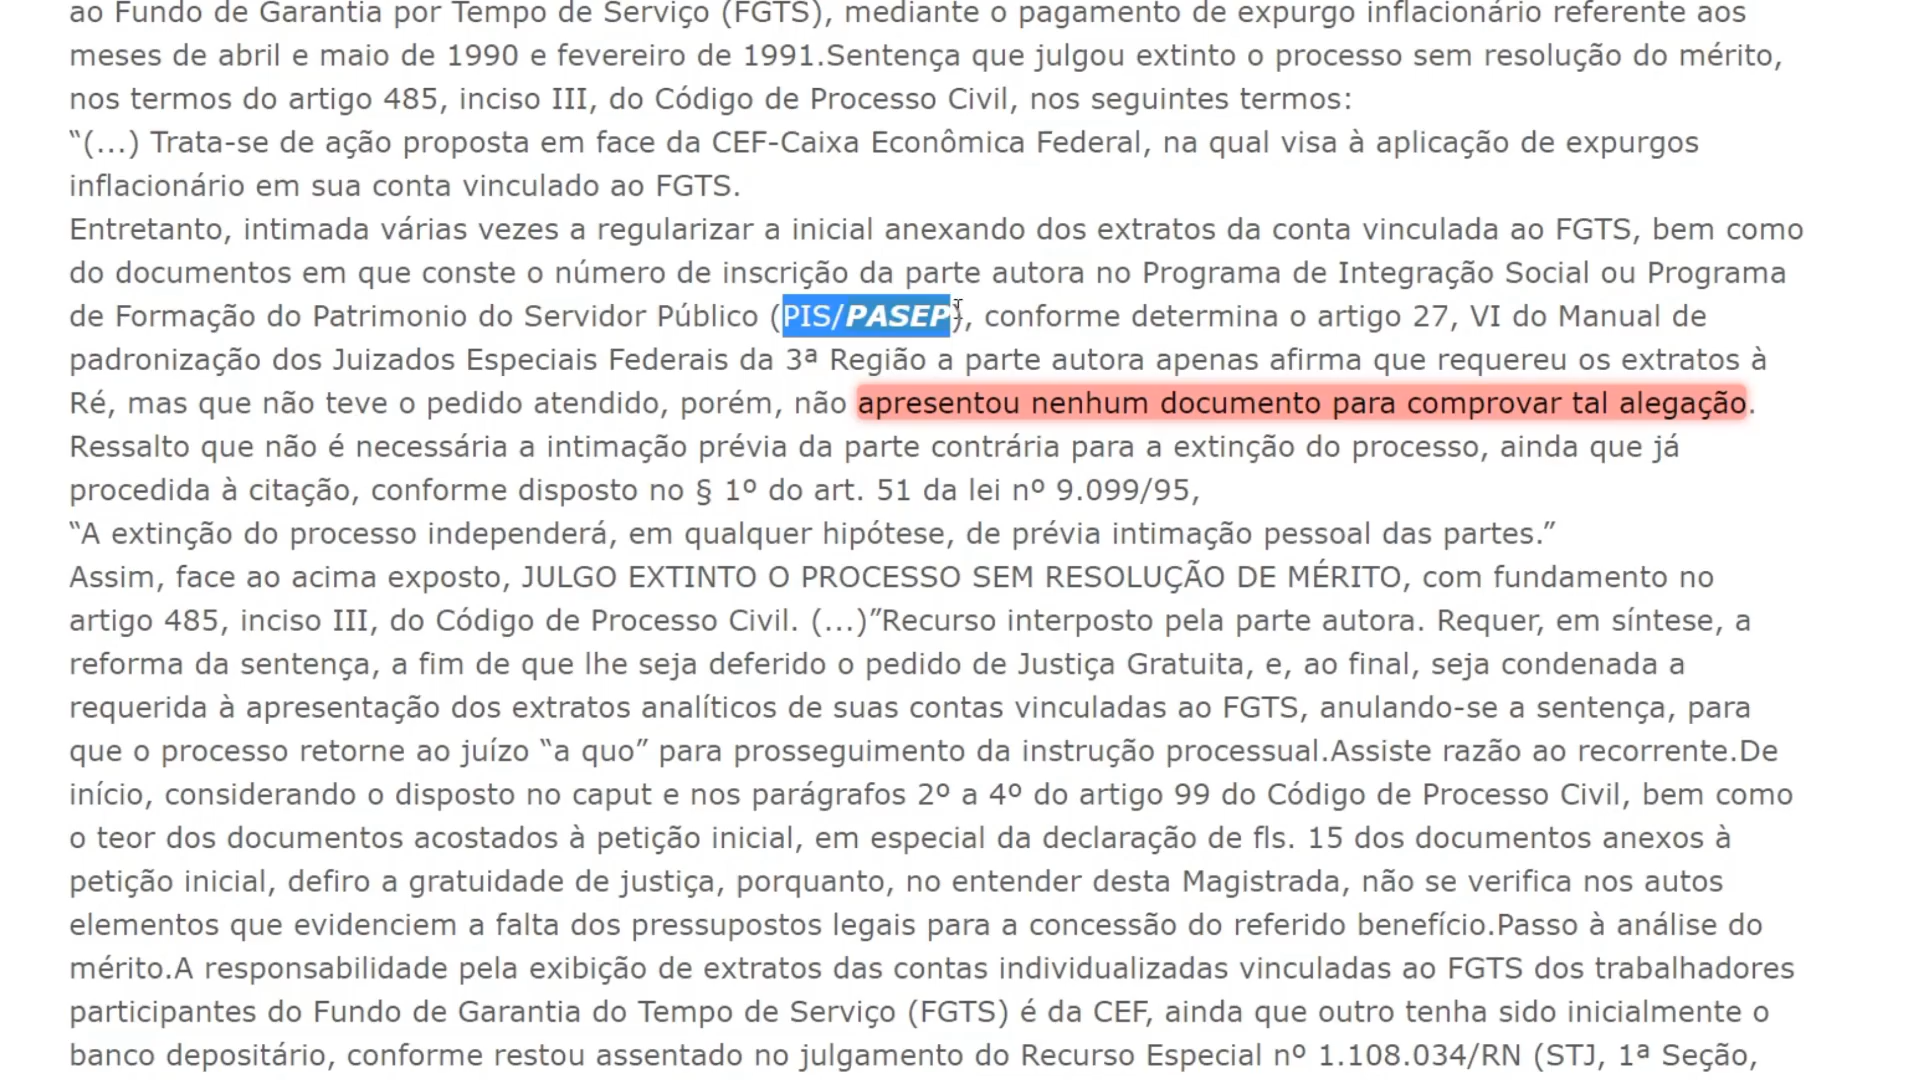 ao Fundo de Garantia por Tempo de Serviço (FGTS), mediante o pagamento de expurgo inflacionário referente aos
meses de abril e maio de 1990 e fevereiro de 1991.Sentença que julgou extinto o processo sem resolução do mérito,
nos termos do artigo 485, inciso III, do Código de Processo Civil, nos seguintes termos:
“(...) Trata-se de ação proposta em face da CEF-Caixa Econômica Federal, na qual visa à aplicação de expurgos
inflacionário em sua conta vinculado ao FGTS.
Entretanto, intimada várias vezes a regularizar a inicial anexando dos extratos da conta vinculada ao FGTS, bem como
do documentos em que conste o número de inscrição da parte autora no Programa de Integração Social ou Programa
de Formação do Patrimonio do Servidor Público (PIS/PASEP), conforme determina o artigo 27, VI do Manual de
padronização dos Juizados Especiais Federais da 3ª Região a parte autora apenas afirma que requereu os extratos à
Ré, mas que não teve o pedido atendido, porém, não apresentou nenhum documento para comprovar tal alegação.
Ressalto que não é necessária a intimação prévia da parte contrária para a extinção do processo, ainda que já
procedida à citação, conforme disposto no § 1º do art. 51 da lei nº 9.099/95,
“A extinção do processo independerá, em qualquer hipótese, de prévia intimação pessoal das partes.”
Assim, face ao acima exposto, JULGO EXTINTO O PROCESSO SEM RESOLUÇÃO DE MÉRITO, com fundamento no
artigo 485, inciso III, do Código de Processo Civil. (...)”Recurso interposto pela parte autora. Requer, em síntese, a
reforma da sentença, a fim de que lhe seja deferido o pedido de Justiça Gratuita, e, ao final, seja condenada a
requerida à apresentação dos extratos analíticos de suas contas vinculadas ao FGTS, anulando-se a sentença, para
que o processo retorne ao juízo “a quo” para prosseguimento da instrução processual.Assiste razão ao recorrente.De
início, considerando o disposto no caput e nos parágrafos 2º a 4º do artigo 99 do Código de Processo Civil, bem como
o teor dos documentos acostados à petição inicial, em especial da declaração de fls. 15 dos documentos anexos à
petição inicial, defiro a gratuidade de justiça, porquanto, no entender desta Magistrada, não se verifica nos autos
elementos que evidenciem a falta dos pressupostos legais para a concessão do referido benefício.Passo à análise do
mérito.A responsabilidade pela exibição de extratos das contas individualizadas vinculadas ao FGTS dos trabalhadores
participantes do Fundo de Garantia do Tempo de Serviço (FGTS) é da CEF, ainda que outro tenha sido inicialmente o
banco depositário, conforme restou assentado no julgamento do Recurso Especial nº 1.108.034/RN (STJ, 1ª Seção,